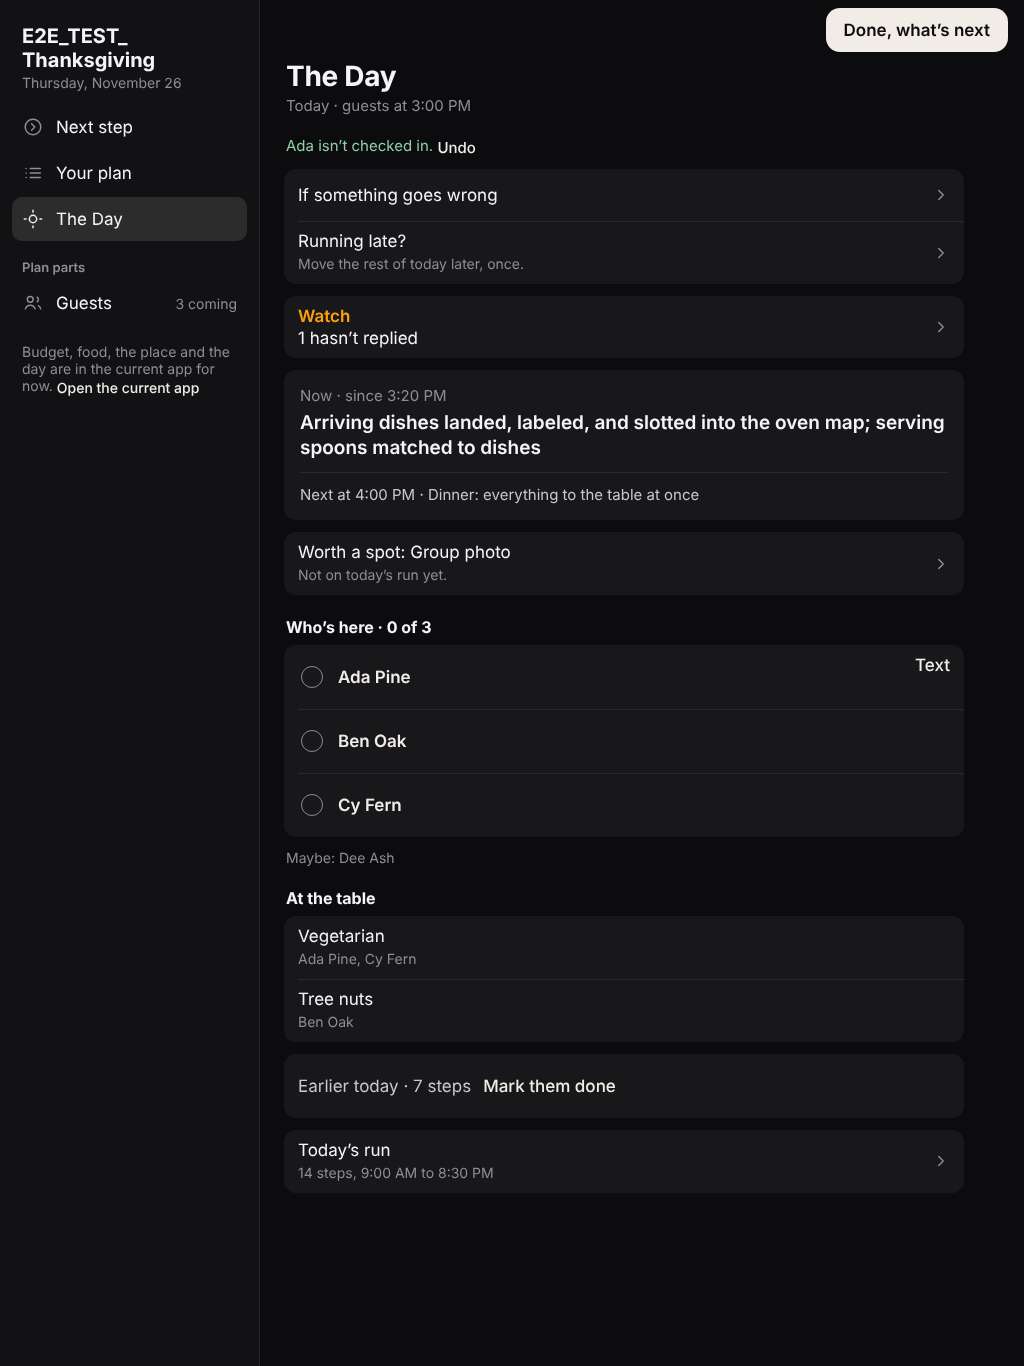 E2E_TEST_
Thanksgiving
Thursday, November 26
Next step
Your plan
The Day
Plan parts
Guests
3 coming
Budget, food, the place and the
day are in the current app for
now. Open the current app
Done, what’s next
The Day
Today · guests at 3:00 PM
Ada isn’t checked in. Undo
If something goes wrong
Running late?
Move the rest of today later, once.
Watch
1 hasn’t replied
Now · since 3:20 PM
Arriving dishes landed, labeled, and slotted into the oven map; serving
spoons matched to dishes
Next at 4:00 PM · Dinner: everything to the table at once
Worth a spot: Group photo
Not on today’s run yet.
Who’s here · 0 of 3
Ada Pine
Text
Ben Oak
Cy Fern
Maybe: Dee Ash
At the table
Vegetarian
Ada Pine, Cy Fern
Tree nuts
Ben Oak
Earlier today · 7 steps Mark them done
Today’s run
14 steps, 9:00 AM to 8:30 PM